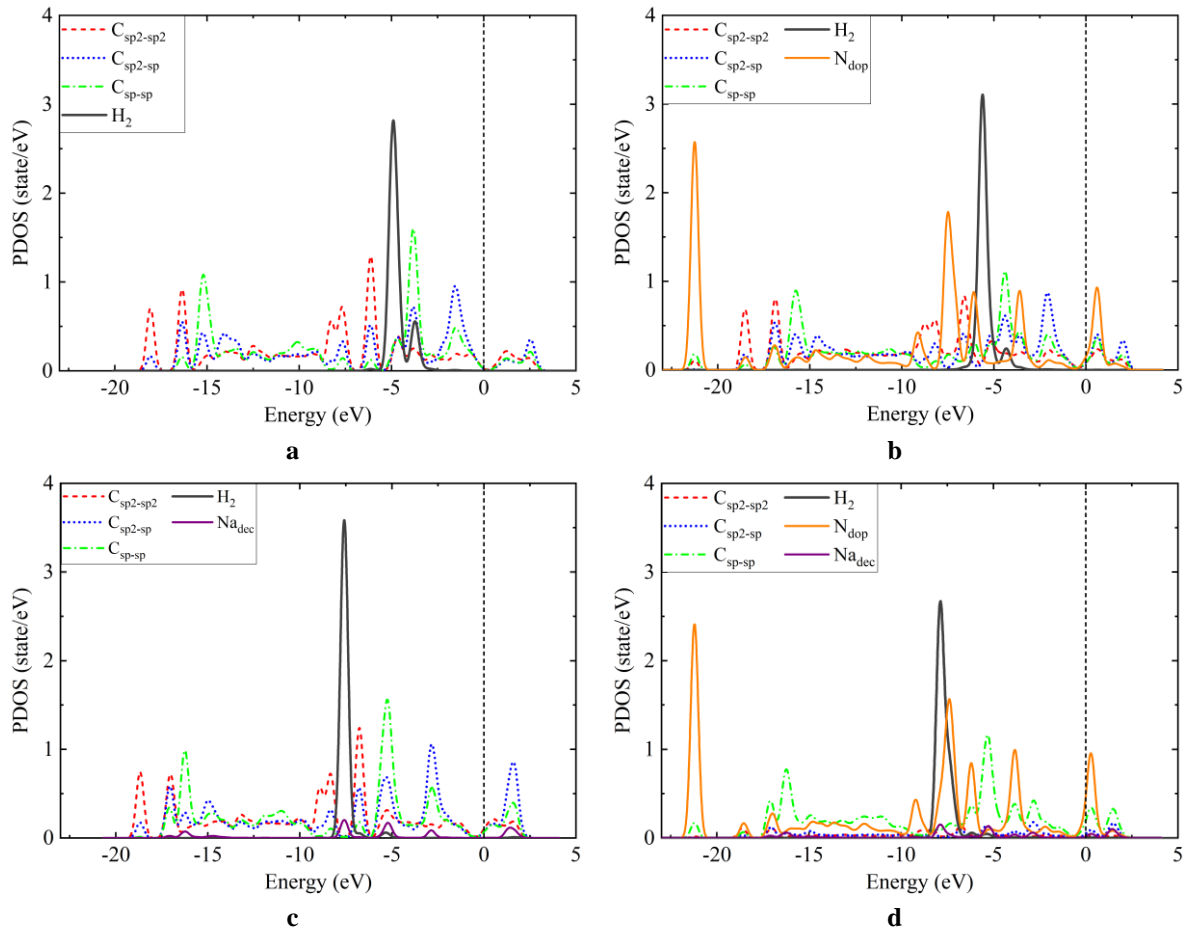 4
3
2
1
0
PDOS (state/eV)
C_sp2-sp2
C_sp2-sp
C_sp-sp
H_2
-20 -15 -10 -5 0 5
Energy (eV)
a
4
3
2
1
0
PDOS (state/eV)
C_sp2-sp2 H_2
C_sp2-sp N_dop
C_sp-sp
-20 -15 -10 -5 0 5
Energy (eV)
b
4
3
2
1
0
PDOS (state/eV)
C_sp2-sp2 H_2
C_sp2-sp Na_dec
C_sp-sp
-20 -15 -10 -5 0 5
Energy (eV)
c
4
3
2
1
0
PDOS (state/eV)
C_sp2-sp2 H_2
C_sp2-sp N_dop
C_sp-sp Na_dec
-20 -15 -10 -5 0 5
Energy (eV)
d